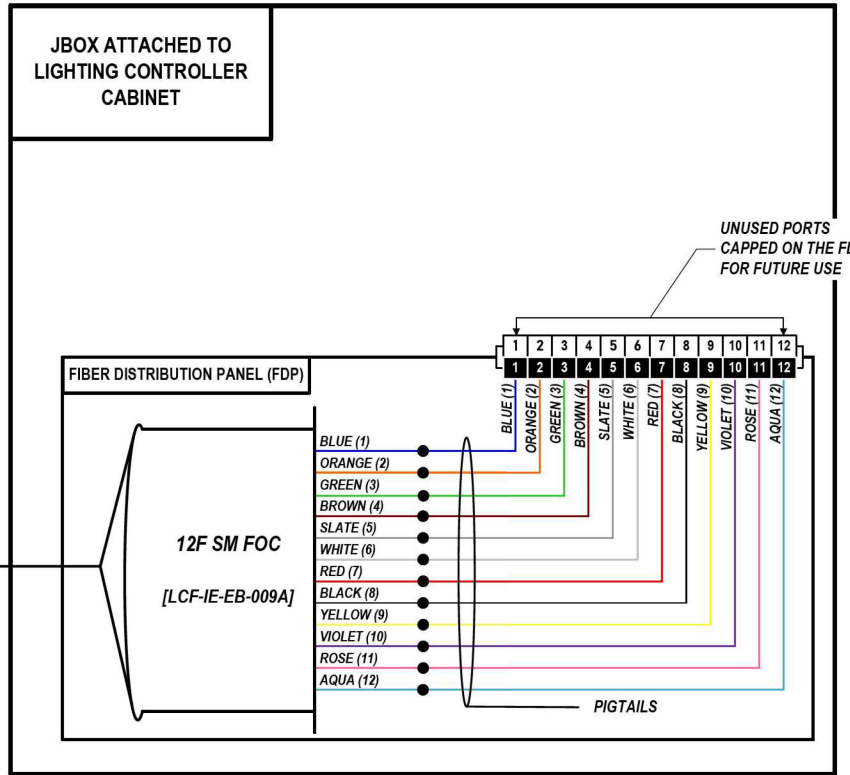 JBOX ATTACHED TO
LIGHTING CONTROLLER
CABINET
UNUSED PORTS
CAPPED ON THE
FOR FUTURE USE
1 2 3 4 5 6 7 8 9 10 11 12
1 2 3 4 5 6 7 8 9 10 11 12
FIBER DISTRIBUTION PANEL (FDP)
BLUE (1)
ORANGE (2)
GREEN (3)
BROWN (4)
SLATE (5)
WHITE (6)
RED (7)
BLACK (8)
YELLOW (9)
VIOLET (10)
ROSE (11)
AQUA (12)
BLUE (1)
ORANGE (2)
GREEN (3)
BROWN (4)
SLATE (5)
WHITE (6)
RED (7)
BLACK (8)
YELLOW (9)
VIOLET (10)
ROSE (11)
AQUA (12)
12F SM FOC
[LCF-IE-EB-009A]
PIGTAILS